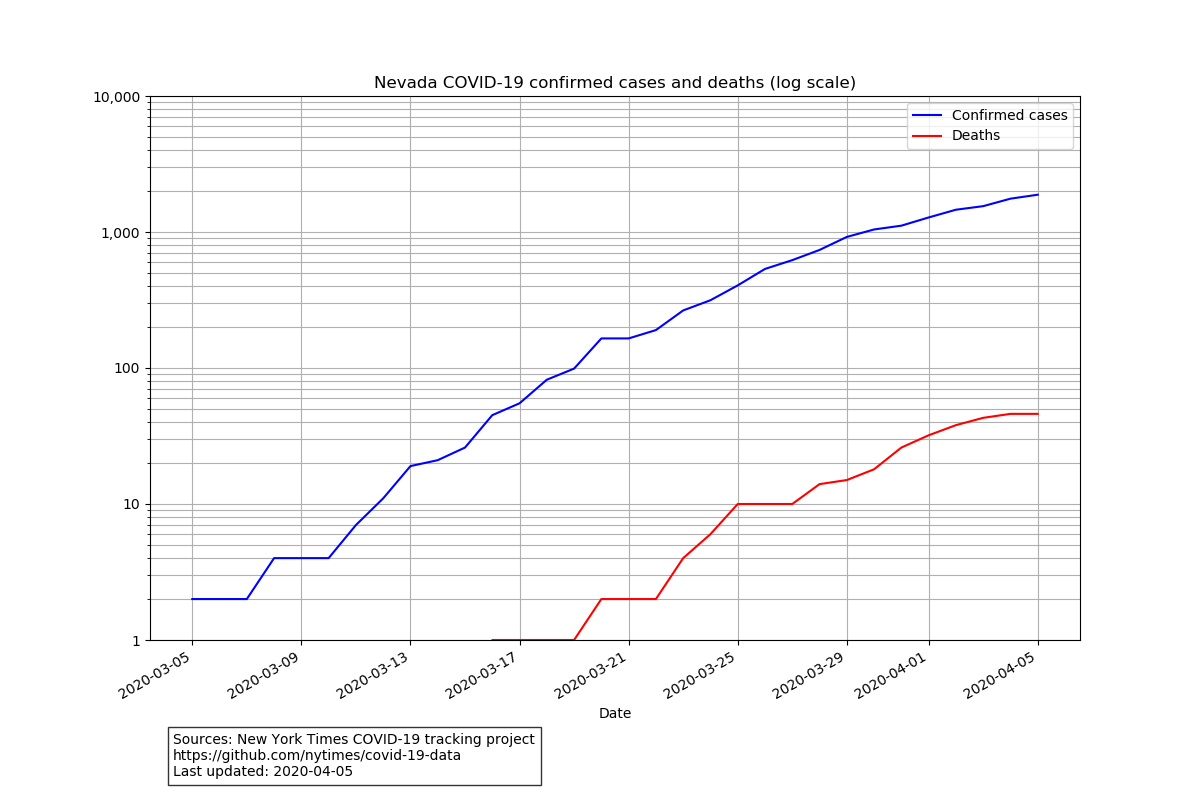 Nevada COVID-19 confirmed cases and deaths (log scale)
10,000
1,000
100
10
1
Confirmed cases
Deaths
2020-03-05
2020-03-09
2020-03-13
2020-03-17
2020-03-21
2020-03-25
2020-03-29
2020-04-01
2020-04-05
Date
Sources: New York Times COVID-19 tracking project
https://github.com/nytimes/covid-19-data
Last updated: 2020-04-05